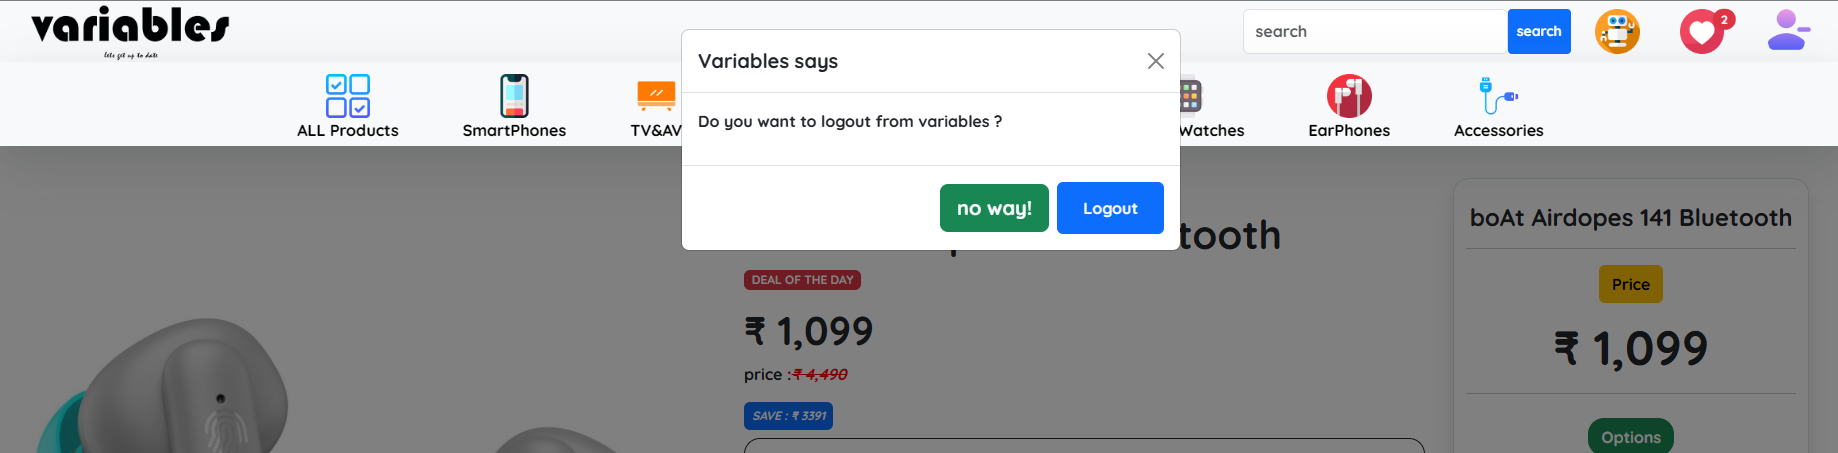 variables
lets get up to date
search
search
2
ALL Products
SmartPhones
TV&AV
Watches
EarPhones
Accessories
Variables says
Do you want to logout from variables ?
no way!
Logout
tooth
DEAL OF THE DAY
₹ 1,099
price :₹ 4,490
SAVE : ₹ 3391
boAt Airdopes 141 Bluetooth
Price
₹ 1,099
Options